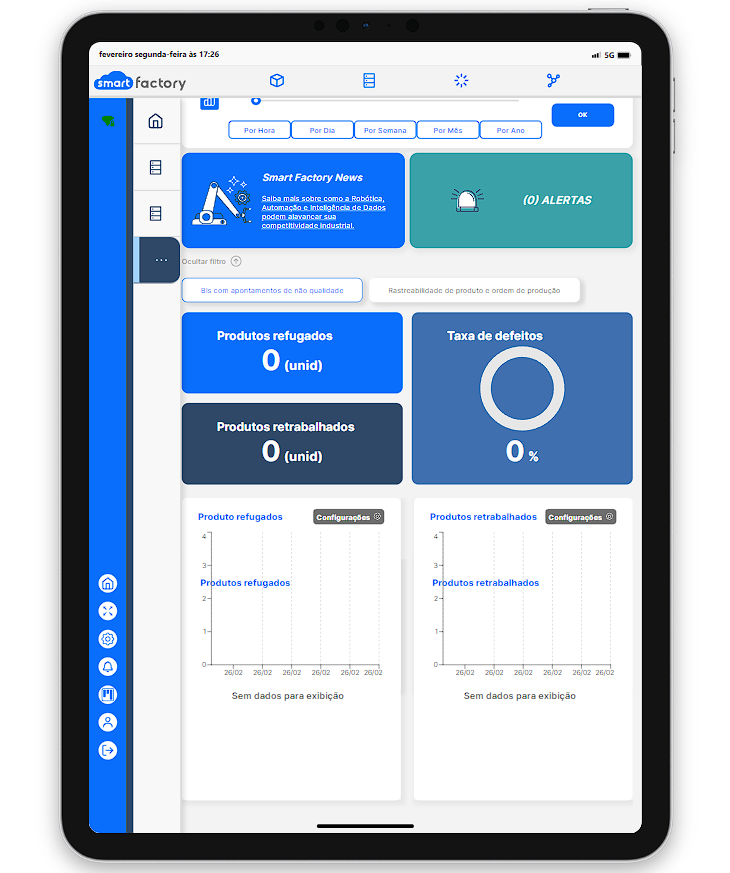 fevereiro segunda-feira às 17:26
5G
smart factory
OK
Por Hora Por Dia Por Semana Por Mês Por Ano
Smart Factory News
Saiba mais sobre como a Robótica,
Automação e Inteligência de Dados
podem alavancar sua
competitividade industrial.
(0) ALERTAS
Ocultar filtro
BIs com apontamentos de não qualidade
Rastreabilidade de produto e ordem de produção
Produtos refugados
0 (unid)
Produtos retrabalhados
0 (unid)
Taxa de defeitos
0 %
Produto refugados
Configurações
4
3
Produtos refugados
2
1
0
26/02 26/02 26/02 26/02 26/02 26/02
Sem dados para exibição
Produtos retrabalhados
Configurações
4
3
Produtos retrabalhados
2
1
0
26/02 26/02 26/02 26/02 26/02 26/02
Sem dados para exibição